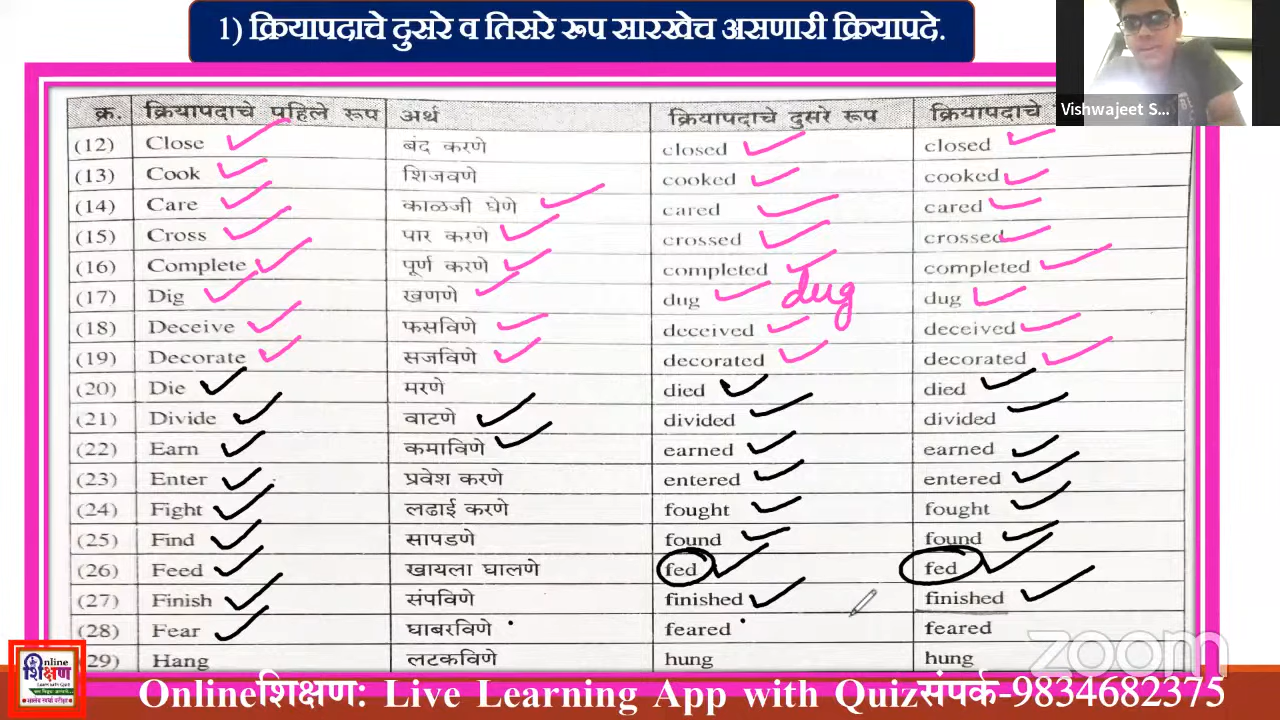 1) क्रियापदाचे दुसरे व तिसरे रूप सारखेच असणारी क्रियापदे.
Vishwajeet S...
क्र. क्रियापदाचे पहिले रूप अर्थ क्रियापदाचे दुसरे रूप क्रियापदाचे
(12) Close बंद करणे closed closed
(13) Cook शिजवणे cooked cooked
(14) Care काळजी घेणे cared cared
(15) Cross पार करणे crossed crossed
(16) Complete पूर्ण करणे completed completed
(17) Dig खणणे dug dug dug
(18) Deceive फसविणे deceived deceived
(19) Decorate सजविणे decorated decorated
(20) Die मरणे died died
(21) Divide वाटणे divided divided
(22) Earn कमाविणे earned earned
(23) Enter प्रवेश करणे entered entered
(24) Fight लढाई करणे fought fought
(25) Find सापडणे found found
(26) Feed खायला घालणे fed fed
(27) Finish संपविणे finished finished
(28) Fear घाबरविणे feared feared
(29) Hang लटकविणे hung hung
zoom
Online
शिक्षण
Onlineशिक्षण: Live Learning App with Quizसंपर्क-9834682375